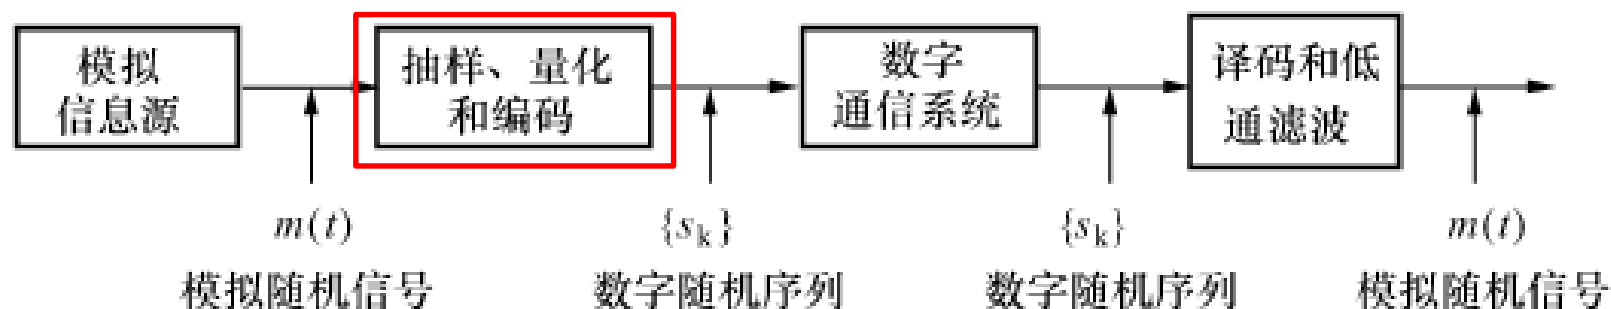 模拟
信息源
抽样、量化
和编码
数字
通信系统
译码和低
通滤波
m(t)
{sk}
{sk}
m(t)
模拟随机信号
数字随机序列
数字随机序列
模拟随机信号